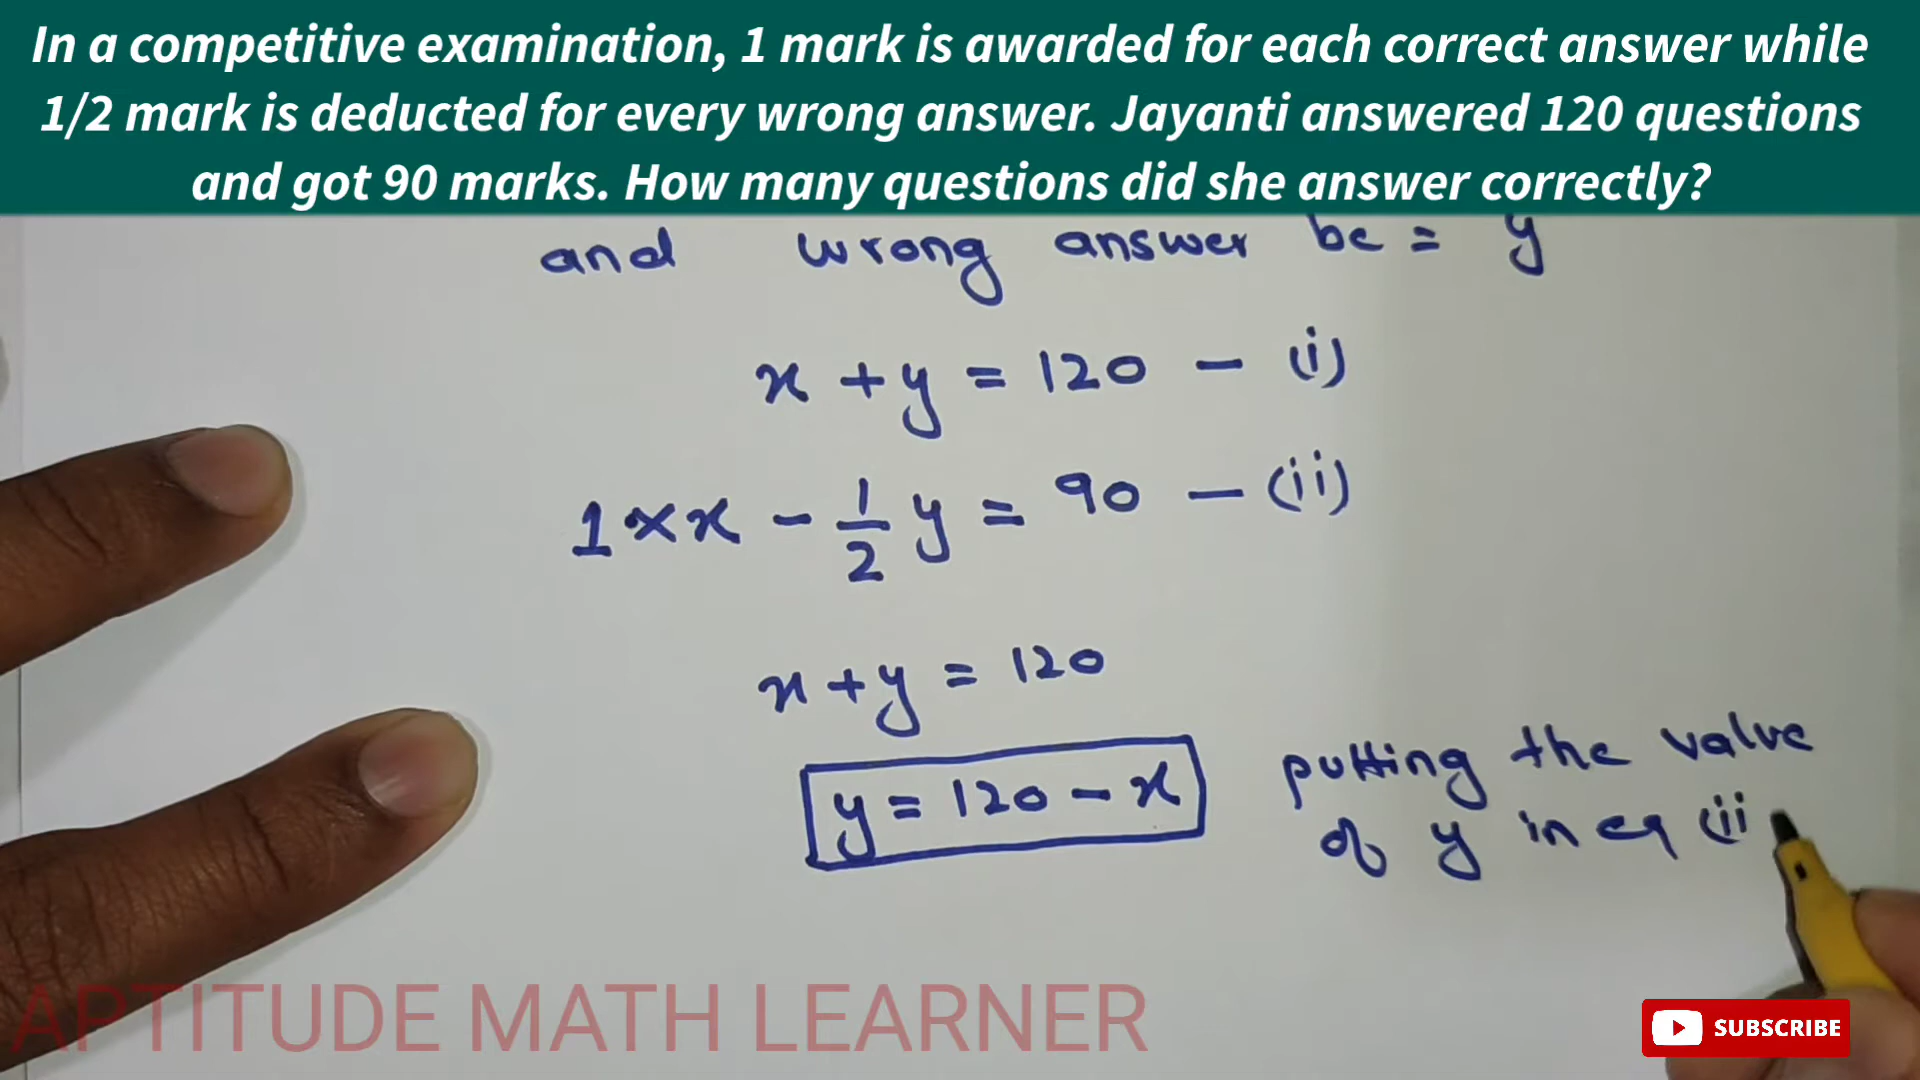 In a competitive examination, 1 mark is awarded for each correct answer while
1/2 mark is deducted for every wrong answer. Jayanti answered 120 questions
and got 90 marks. How many questions did she answer correctly?
and wrong answer be = y
x + y = 120 - (i)
1 × x - 1/2 y = 90 - (ii)
x + y = 120
y = 120 - x
putting the value
of y in eq (ii
APTITUDE MATH LEARNER
SUBSCRIBE